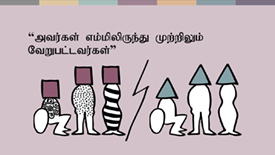 “அவர்கள் எம்மிலிருந்து முற்றிலும்
வேறுபட்டவர்கள்”